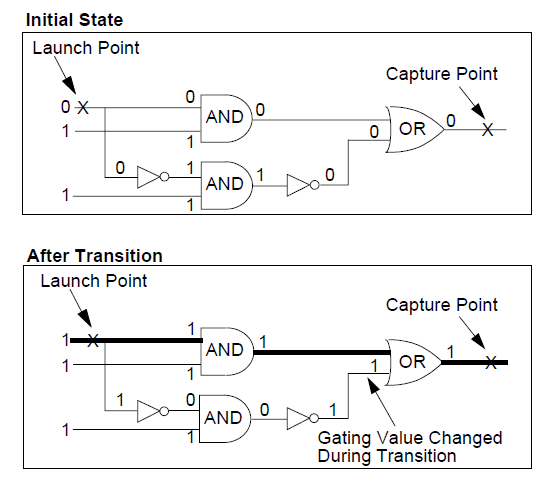 Initial State
Launch Point
Capture Point
0 X 0 AND 0
1 1
0 OR 0 X
0 1 AND 1 0
1 1
After Transition
Launch Point
Capture Point
1 X 1 AND 1
1 1
1 OR 1 X
1 0 AND 0 1
1 1
Gating Value Changed
During Transition